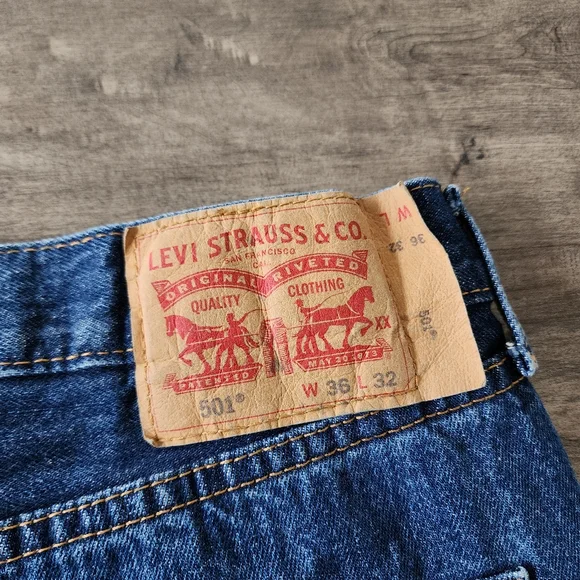 LEVI STRAUSS & CO.
SAN FRANCISCO
CAL
ORIGINAL RIVETED
QUALITY CLOTHING
XX
PATENTED MAY 20 1873
501® W 36 L 32
W L
36 32
501®